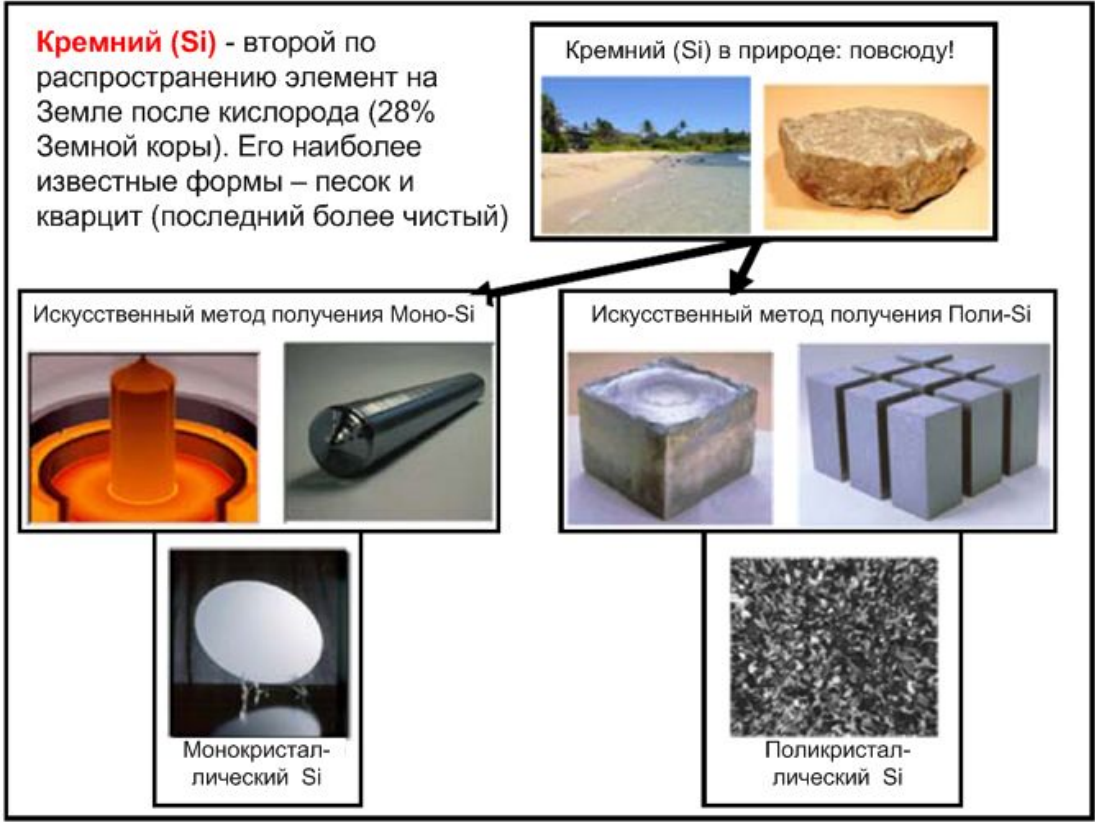 Кремний (Si) - второй по
распространению элемент на
Земле после кислорода (28%
Земной коры). Его наиболее
известные формы – песок и
кварцит (последний более чистый)
Кремний (Si) в природе: повсюду!
Искусственный метод получения Моно-Si
Искусственный метод получения Поли-Si
Монокристал-
лический Si
Поликристал-
лический Si